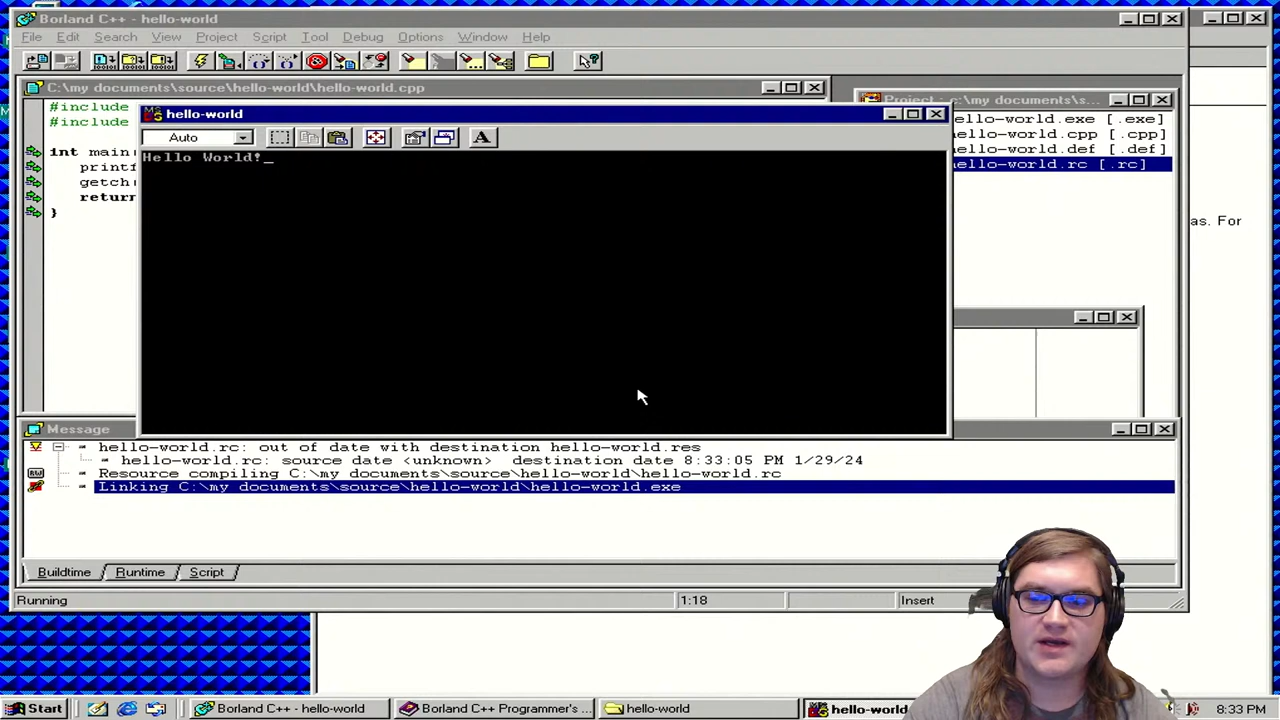 Borland C++ - hello-world
File Edit Search View Project Script Tool Debug Options Window Help
C:\my documents\source\hello-world\hello-world.cpp
#include
#include
int main
printf
getch
return
}
hello-world
Auto
Hello World!_
Project : c:\my documents\s...
ello-world.exe [.exe]
ello-world.cpp [.cpp]
ello-world.def [.def]
ello-world.rc [.rc]
as. For
Message
hello-world.rc: out of date with destination hello-world.res
hello-world.rc: source date <unknown> destination date 8:33:05 PM 1/29/24
Resource compiling C:\my documents\source\hello-world\hello-world.rc
Linking C:\my documents\source\hello-world\hello-world.exe
Buildtime Runtime Script
Running 1:18 Insert
Start Borland C++ - hello-world Borland C++ Programmer's ... hello-world hello-world 8:33 PM